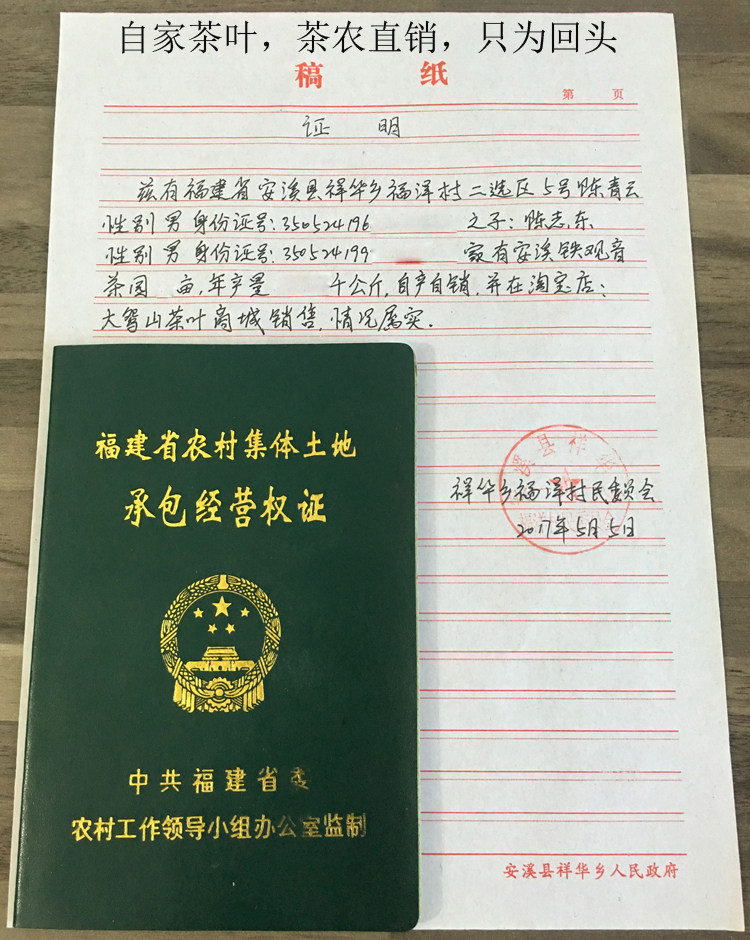 自家茶叶，茶农直销，只为回头
稿 纸
第 页
证 明
兹有福建省安溪县祥华乡福洋村二选区5号陈青云
性别男身份证号:350524196 之子:陈志东
性别男身份证号:350524199 家有安溪铁观音
茶园 亩,年产量 千公斤,自产自销,并在淘宝店:
大驾山茶叶商城销售,情况属实.
祥华乡福洋村民委员会
2017年5月5日
福建省农村集体土地
承包经营权证
中共福建省委
农村工作领导小组办公室监制
安溪县祥华乡人民政府